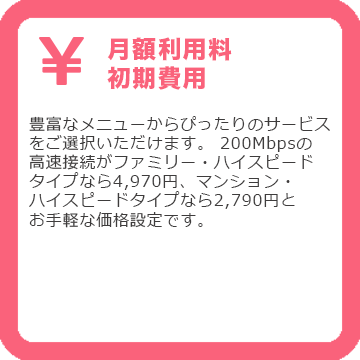 ¥ 月額利用料
初期費用
豊富なメニューからぴったりのサービス
をご選択いただけます。 200Mbpsの
高速接続がファミリー・ハイスピード
タイプなら4,970円、マンション・
ハイスピードタイプなら2,790円と
お手軽な価格設定です。